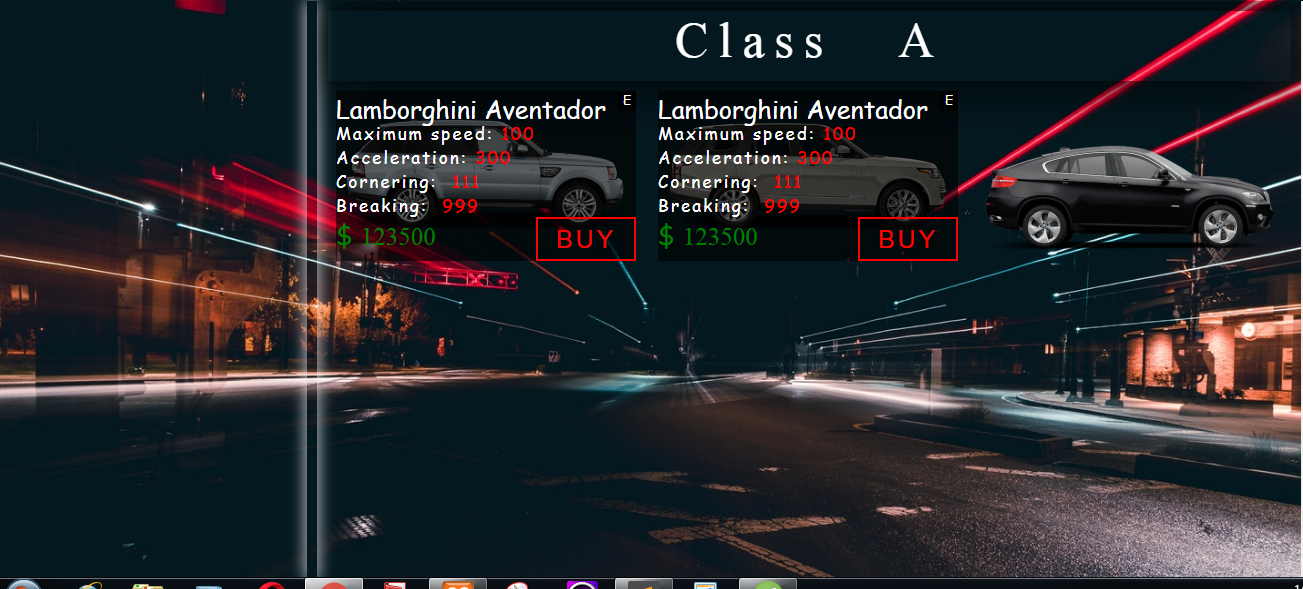 Class A
Lamborghini Aventador E
Maximum speed: 100
Acceleration: 300
Cornering: 111
Breaking: 999
$ 123500 BUY
Lamborghini Aventador E
Maximum speed: 100
Acceleration: 300
Cornering: 111
Breaking: 999
$ 123500 BUY